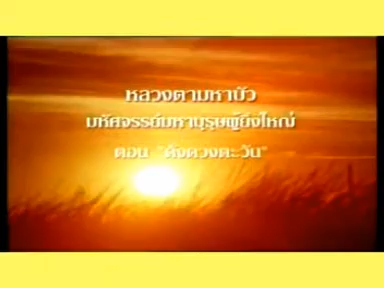 หลวงตามหาบัว
มหัศจรรย์มหาบุรุษผู้ยิ่งใหญ่
ตอน "ดังดวงตะวัน"